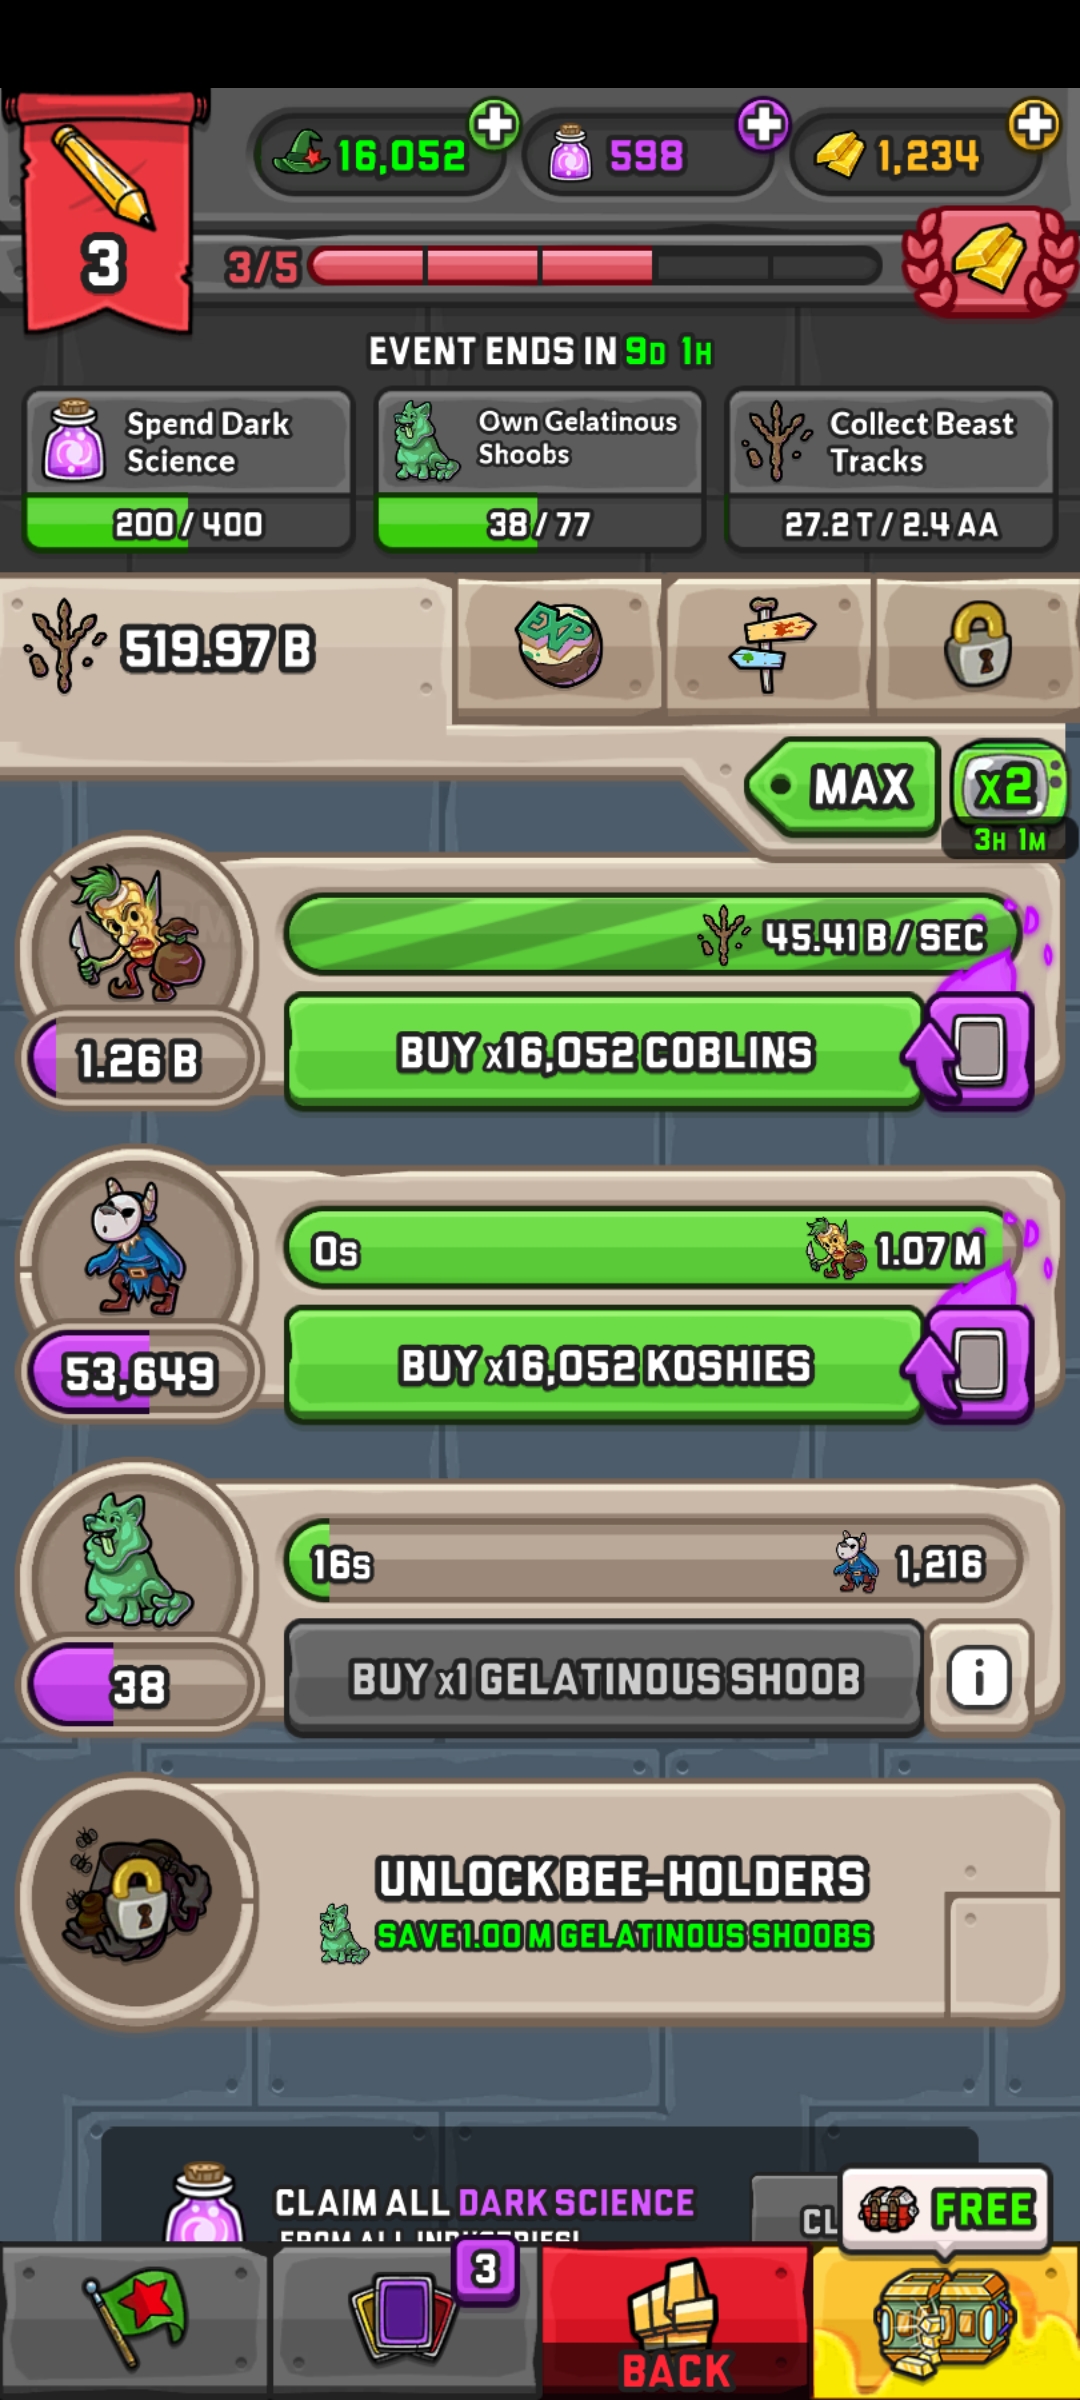 16,052
598
1,234
3
3/5
EVENT ENDS IN 9D 1H
Spend Dark
Science
200 / 400
Own Gelatinous
Shoobs
38 / 77
Collect Beast
Tracks
27.2 T / 2.4 AA
519.97 B
EXP
MAX
x2
3H 1M
45.41 B / SEC
1.26 B
BUY x16,052 COBLINS
0s
1.07 M
53,649
BUY x16,052 KOSHIES
16s
1,216
38
BUY x1 GELATINOUS SHOOB
i
UNLOCK BEE-HOLDERS
SAVE 1.00 M GELATINOUS SHOOBS
CLAIM ALL DARK SCIENCE
FROM ALL INDUSTRIES!
CL
FREE
3
BACK